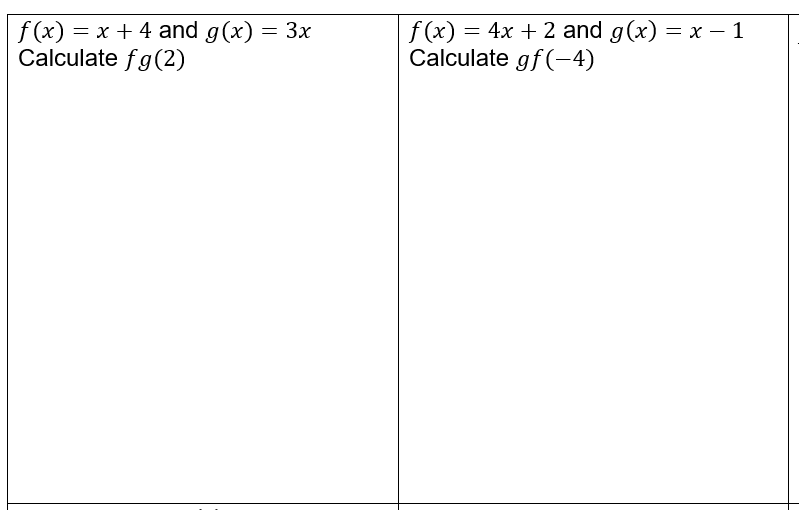 f(x) = x + 4 and g(x) = 3x
Calculate fg(2)
f(x) = 4x + 2 and g(x) = x − 1
Calculate gf(−4)